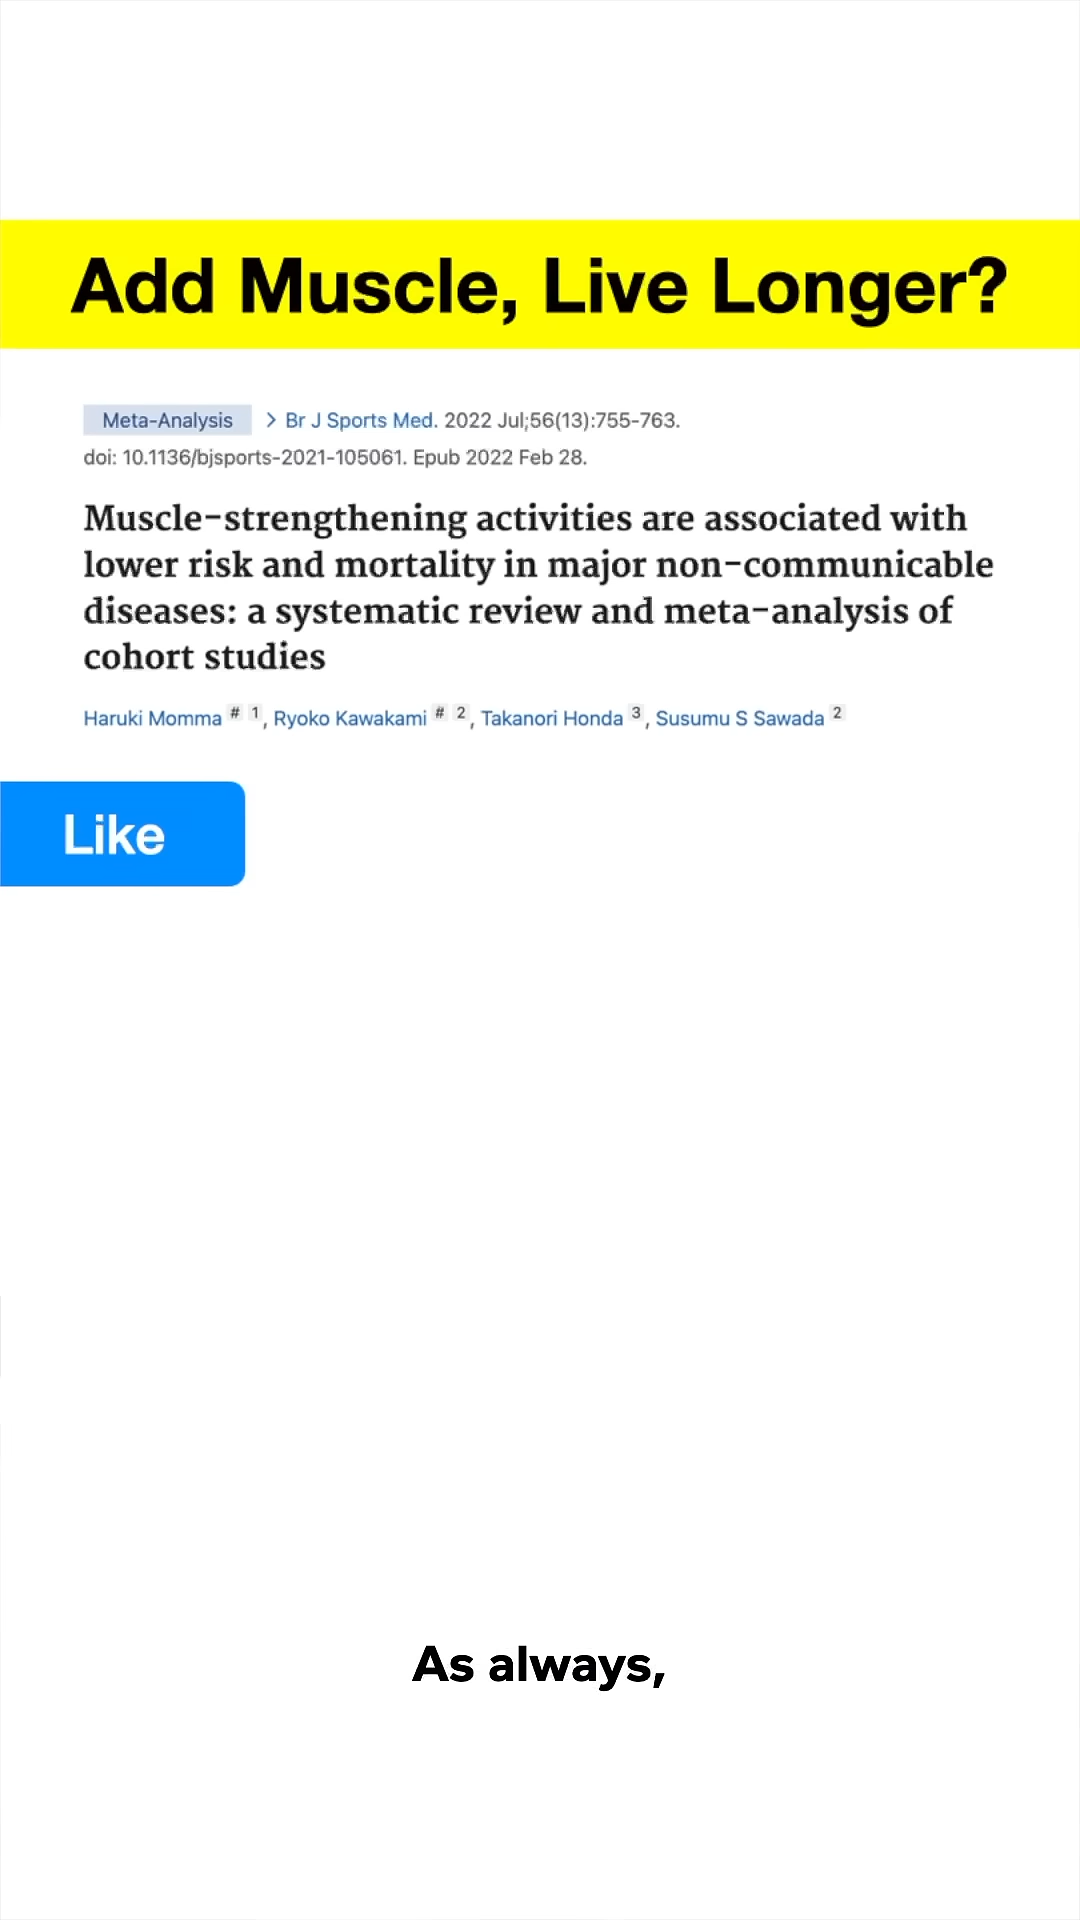 Add Muscle, Live Longer?
Meta-Analysis > Br J Sports Med. 2022 Jul;56(13):755-763.
doi: 10.1136/bjsports-2021-105061. Epub 2022 Feb 28.
Muscle-strengthening activities are associated with
lower risk and mortality in major non-communicable
diseases: a systematic review and meta-analysis of
cohort studies
Haruki Momma # 1, Ryoko Kawakami # 2, Takanori Honda 3, Susumu S Sawada 2
Like
As always,